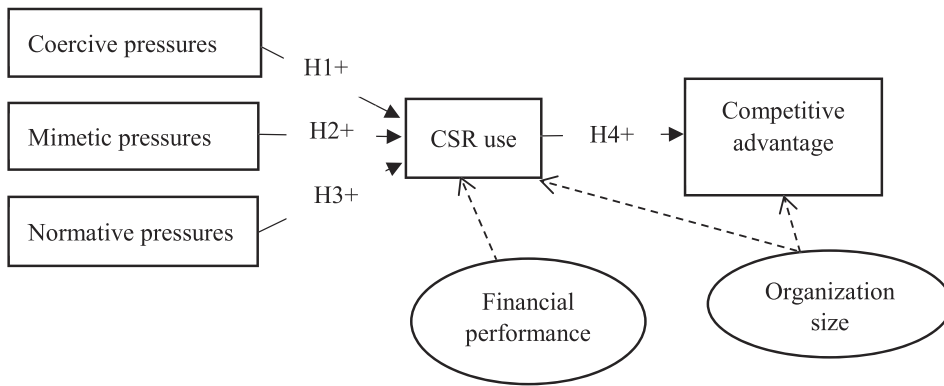 Coercive pressures
H1+
Mimetic pressures
H2+
CSR use
H4+
Competitive
advantage
H3+
Normative pressures
Financial
performance
Organization
size